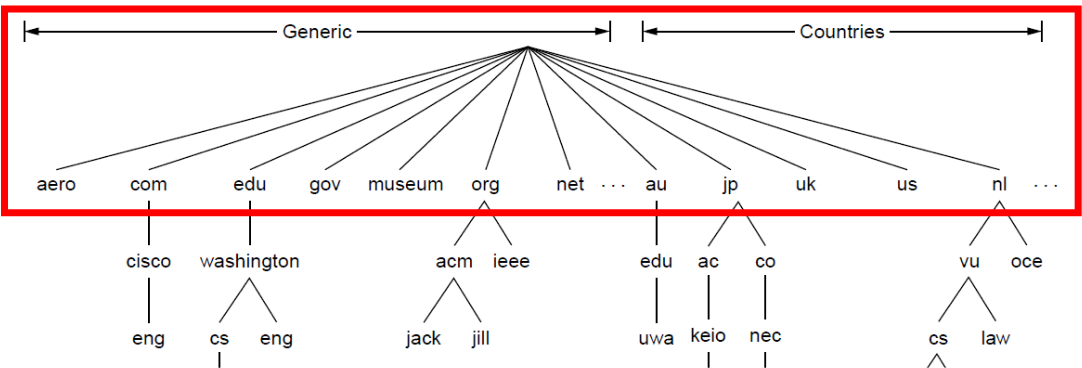 Generic Countries
aero com edu gov museum org net ... au jp uk us nl ...
cisco washington acm ieee edu ac co vu oce
eng cs eng jack jill uwa keio nec cs law